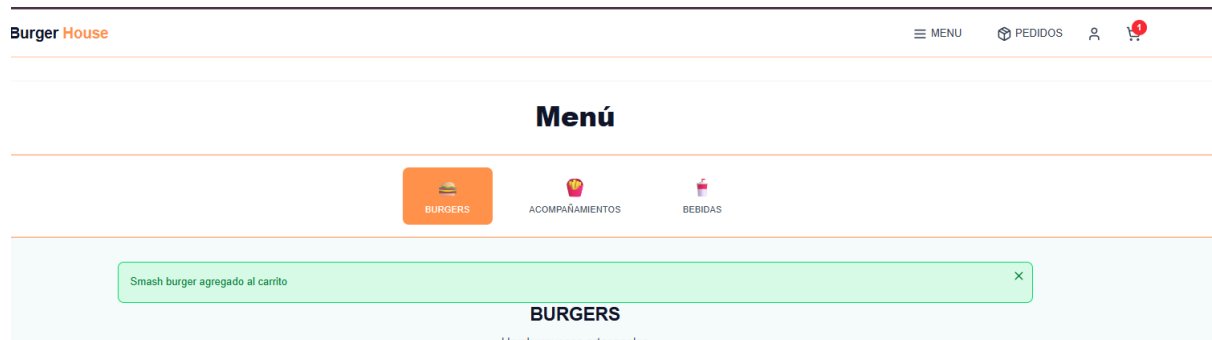 Burger House
MENU
PEDIDOS
1
Menú
BURGERS
ACOMPAÑAMIENTOS
BEBIDAS
Smash burger agregado al carrito
BURGERS